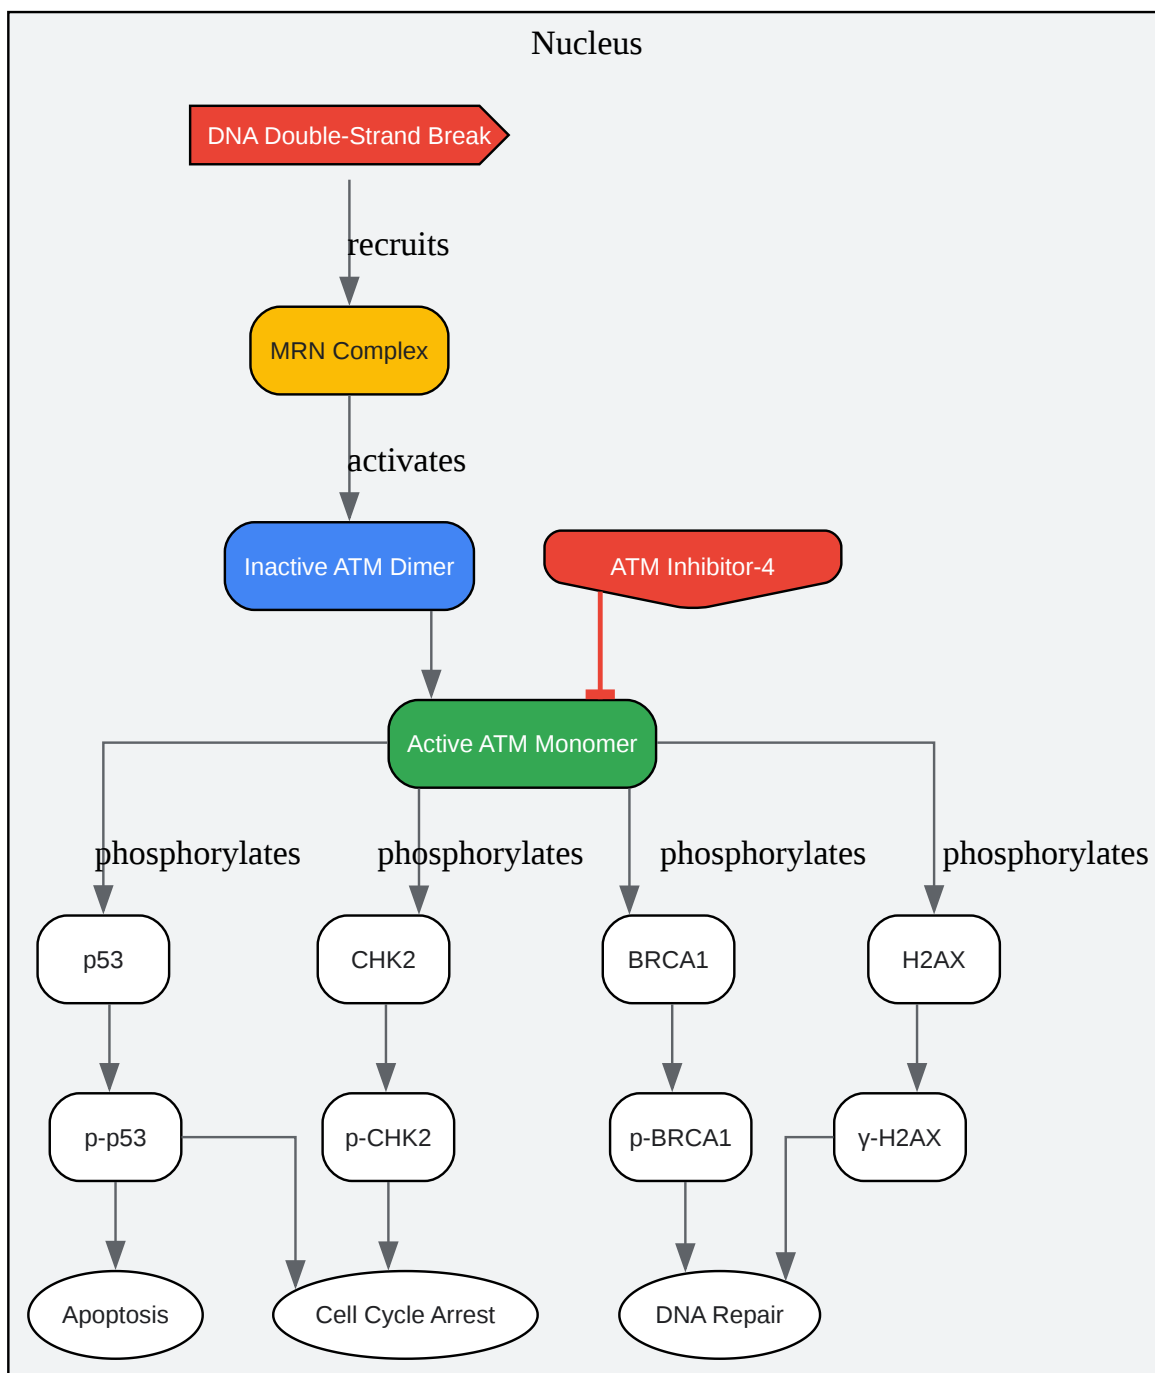 Nucleus
DNA Double-Strand Break
recruits
MRN Complex
activates
Inactive ATM Dimer
ATM Inhibitor-4
Active ATM Monomer
phosphorylates
phosphorylates
phosphorylates
phosphorylates
p53
CHK2
BRCA1
H2AX
p-p53
p-CHK2
p-BRCA1
γ-H2AX
Apoptosis
Cell Cycle Arrest
DNA Repair